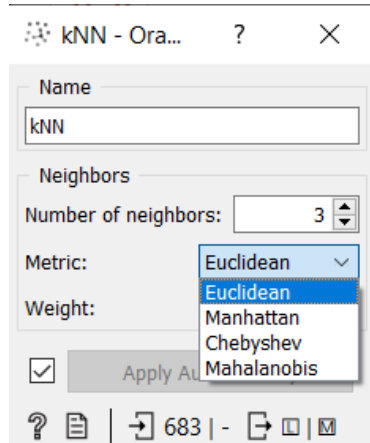 kNN - Ora... ? ×
Name
kNN
Neighbors
Number of neighbors: 3
Metric: Euclidean
Euclidean
Weight:
Manhattan
Chebyshev
Mahalanobis
Apply Au
? 683 | - L | M